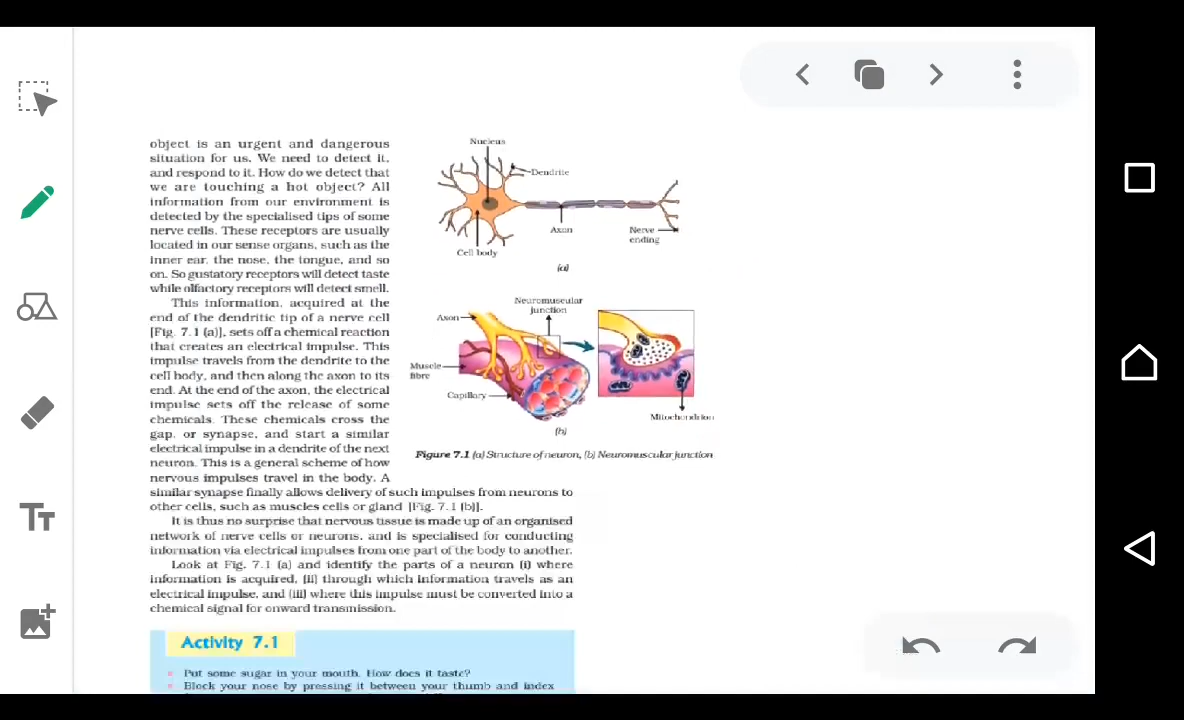 object is an urgent and dangerous
situation for us. We need to detect it,
and respond to it. How do we detect that
we are touching a hot object? All
information from our environment is
detected by the specialised tips of some
nerve cells. These receptors are usually
located in our sense organs, such as the
inner ear, the nose, the tongue, and so
on. So gustatory receptors will detect taste
while olfactory receptors will detect smell.
This information, acquired at the
end of the dendritic tip of a nerve cell
[Fig. 7.1 (a)], sets off a chemical reaction
that creates an electrical impulse. This
impulse travels from the dendrite to the
cell body, and then along the axon to its
end. At the end of the axon, the electrical
impulse sets off the release of some
chemicals. These chemicals cross the
gap, or synapse, and start a similar
electrical impulse in a dendrite of the next
neuron. This is a general scheme of how
nervous impulses travel in the body. A
similar synapse finally allows delivery of such impulses from neurons to
other cells, such as muscles cells or gland [Fig. 7.1 (b)].
It is thus no surprise that nervous tissue is made up of an organised
network of nerve cells or neurons, and is specialised for conducting
information via electrical impulses from one part of the body to another.
Look at Fig. 7.1 (a) and identify the parts of a neuron (i) where
information is acquired, (ii) through which information travels as an
electrical impulse, and (iii) where this impulse must be converted into a
chemical signal for onward transmission.
Nucleus
Dendrite
Axon
Nerve
ending
Cell body
(a)
Neuromuscular
junction
Axon
Muscle
fibre
Capillary
Mitochondrion
(b)
Figure 7.1 (a) Structure of neuron, (b) Neuromuscular junction
Activity 7.1
Put some sugar in your mouth. How does it taste?
Block your nose by pressing it between your thumb and index
TT